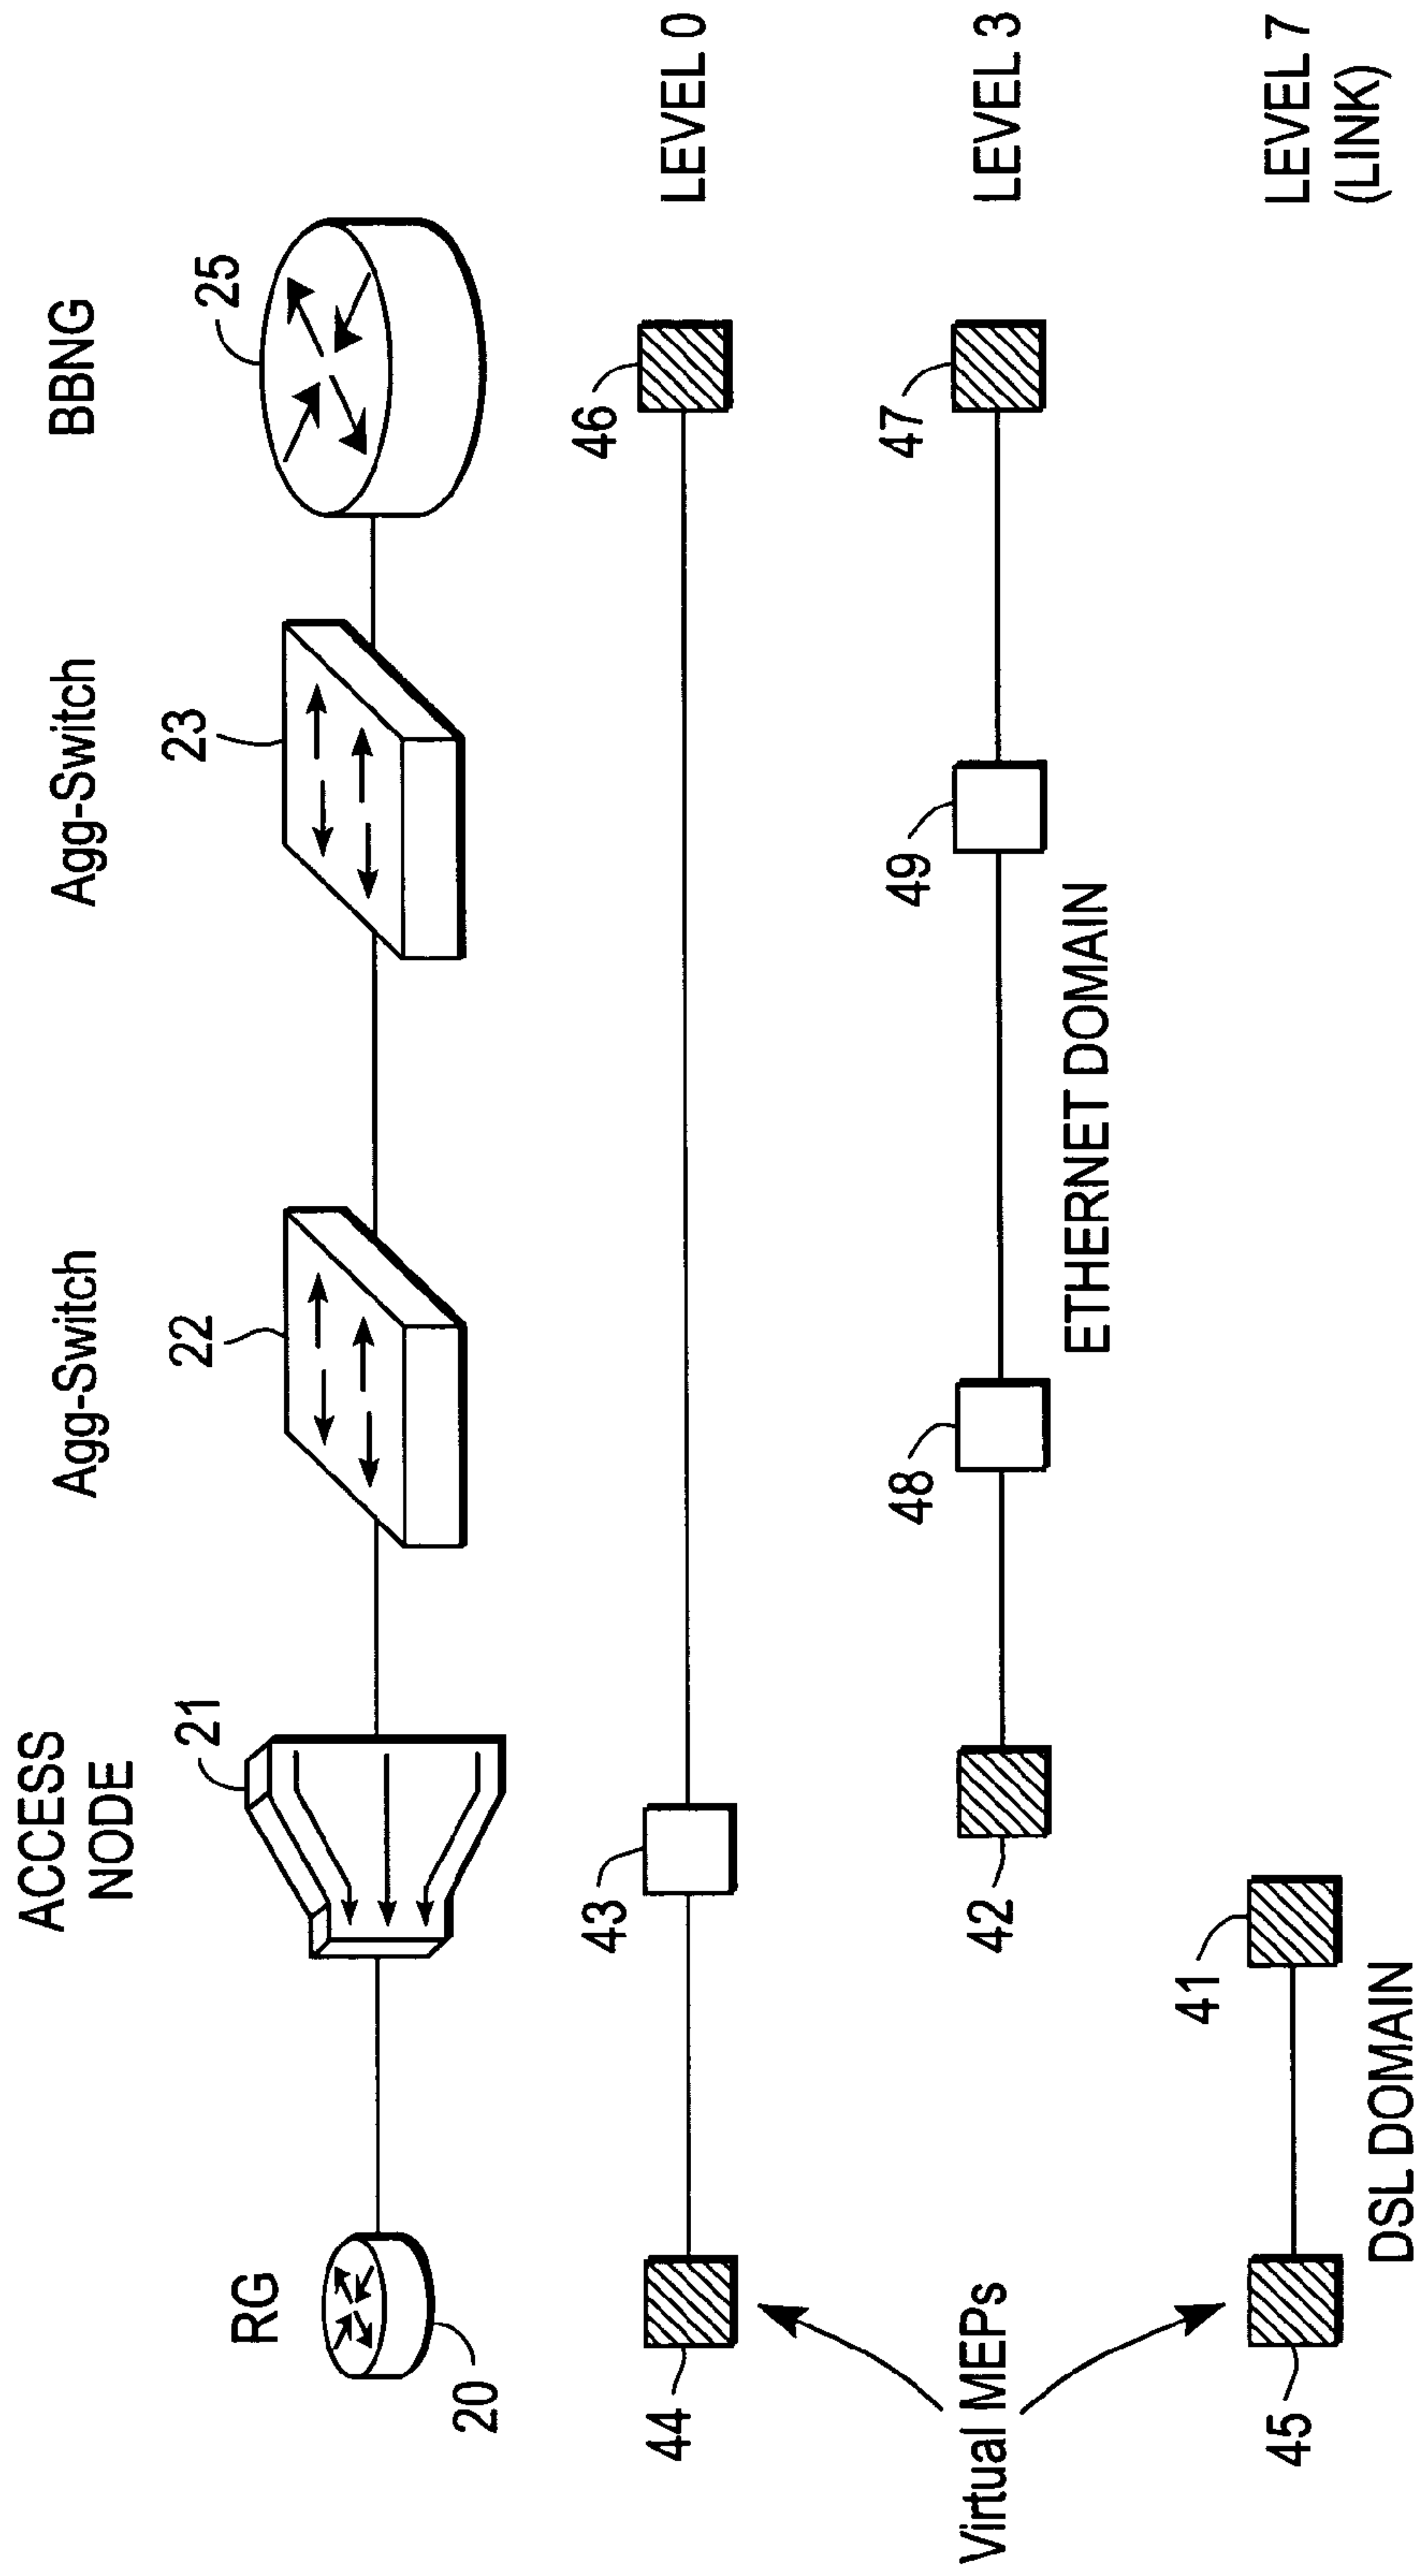 RG
ACCESS
NODE
Agg-Switch
Agg-Switch
BBNG
20
21
22
23
25
44
43
46
LEVEL 0
Virtual MEPs
42
48
49
47
LEVEL 3
ETHERNET DOMAIN
45
41
LEVEL 7
(LINK)
DSL DOMAIN